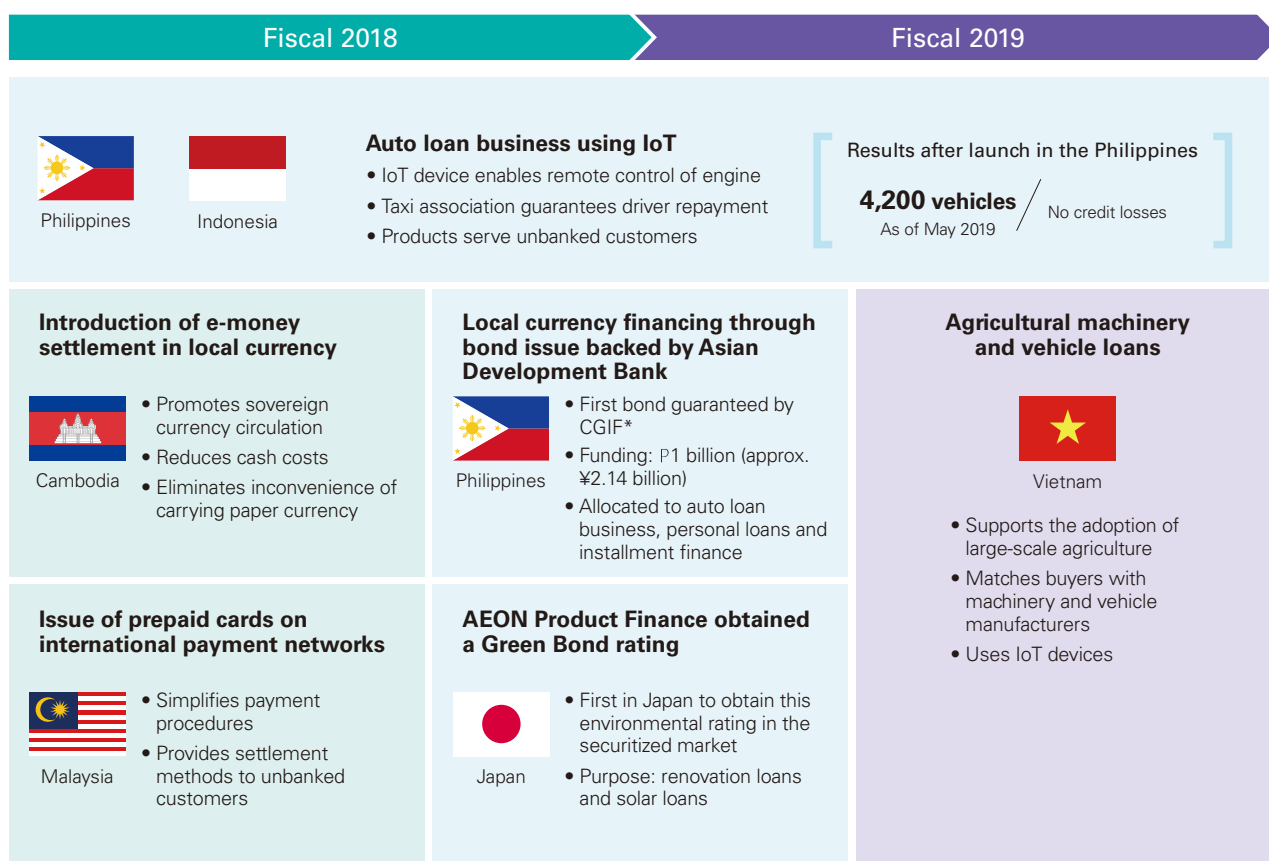 Fiscal 2018
Fiscal 2019
Philippines
Indonesia
Auto loan business using IoT
• IoT device enables remote control of engine
• Taxi association guarantees driver repayment
• Products serve unbanked customers
Results after launch in the Philippines
4,200 vehicles
As of May 2019
No credit losses
Introduction of e-money
settlement in local currency
Cambodia
• Promotes sovereign
currency circulation
• Reduces cash costs
• Eliminates inconvenience of
carrying paper currency
Local currency financing through
bond issue backed by Asian
Development Bank
Philippines
• First bond guaranteed by
CGIF*
• Funding: P1 billion (approx.
¥2.14 billion)
• Allocated to auto loan
business, personal loans and
installment finance
Agricultural machinery
and vehicle loans
Vietnam
• Supports the adoption of
large-scale agriculture
• Matches buyers with
machinery and vehicle
manufacturers
• Uses IoT devices
Issue of prepaid cards on
international payment networks
Malaysia
• Simplifies payment
procedures
• Provides settlement
methods to unbanked
customers
AEON Product Finance obtained
a Green Bond rating
Japan
• First in Japan to obtain this
environmental rating in the
securitized market
• Purpose: renovation loans
and solar loans